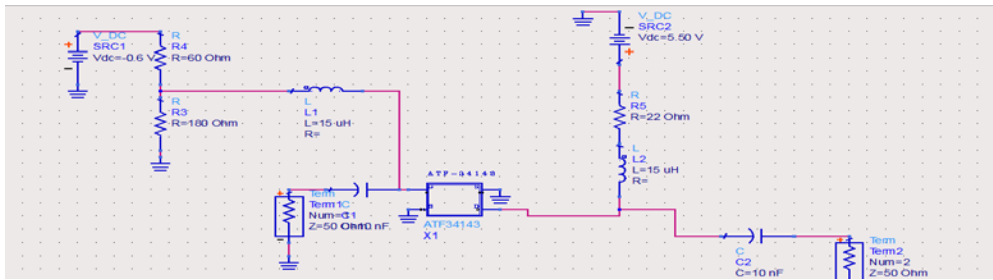 V_DC
SRC1
Vdc=-0.6 V
R
R4
R=60 Ohm
R
R3
R=180 Ohm
L
L1
L=15 uH
R=
V_DC
SRC2
Vdc=5.50 V
R
R5
R=22 Ohm
L
L2
L=15 uH
R=
ATF-34143
ATF34143
X1
Term
Term1
Num=1
Z=50 Ohm
C
C1
C=10 nF
C
C2
C=10 nF
Term
Term2
Num=2
Z=50 Ohm